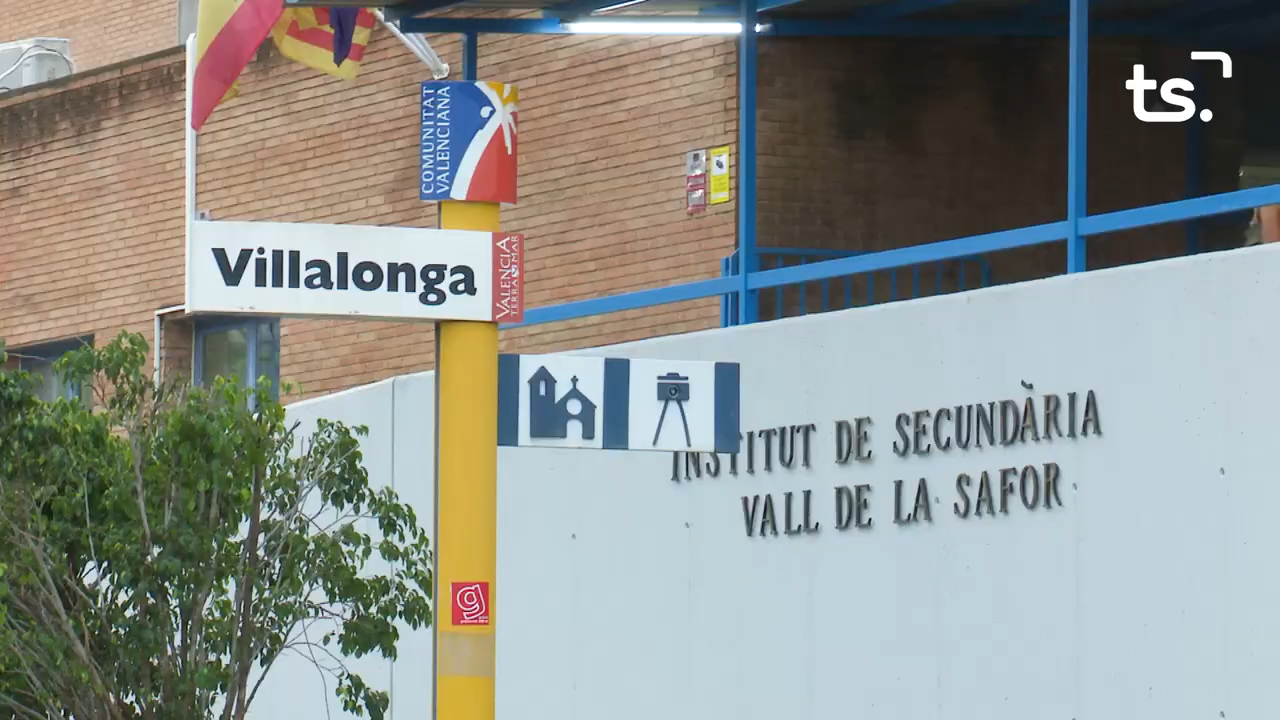 ts.
COMUNITAT
VALENCIANA
Villalonga
VALENCIA
TERRA I MAR
INSTITUT DE SECUNDÀRIA
VALL DE LA SAFOR